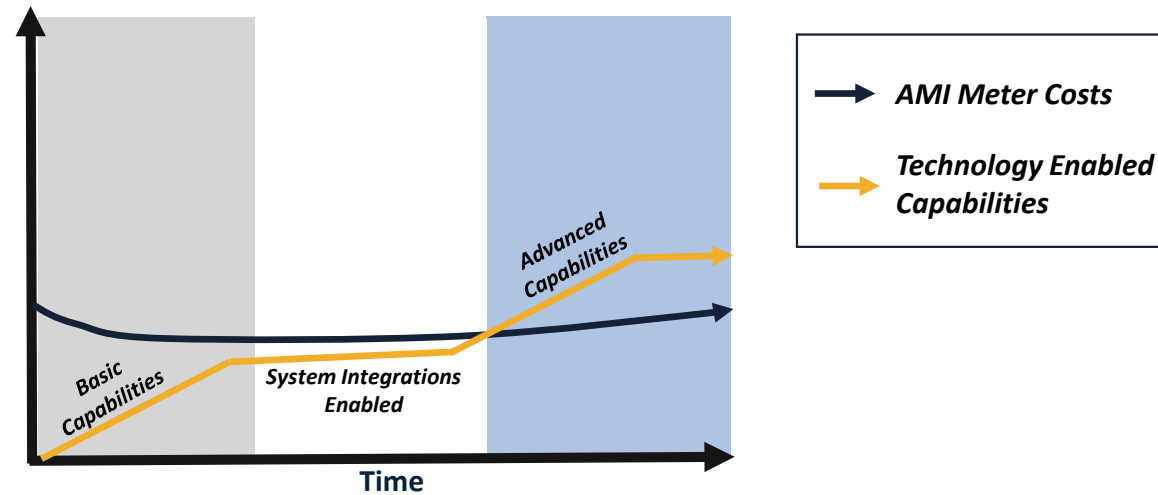 Basic
Capabilities
System Integrations
Enabled
Advanced
Capabilities
Time
AMI Meter Costs
Technology Enabled
Capabilities